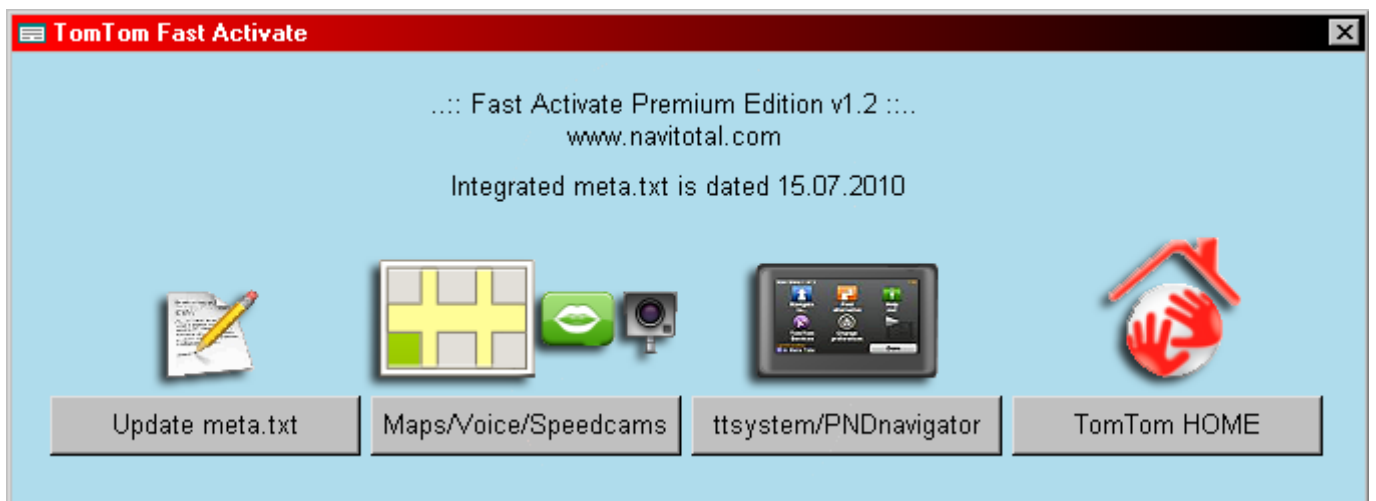 TomTom Fast Activate
..:: Fast Activate Premium Edition v1.2 ::..
www.navitotal.com
Integrated meta.txt is dated 15.07.2010
Update meta.txt
Maps/Voice/Speedcams
ttsystem/PNDnavigator
TomTom HOME